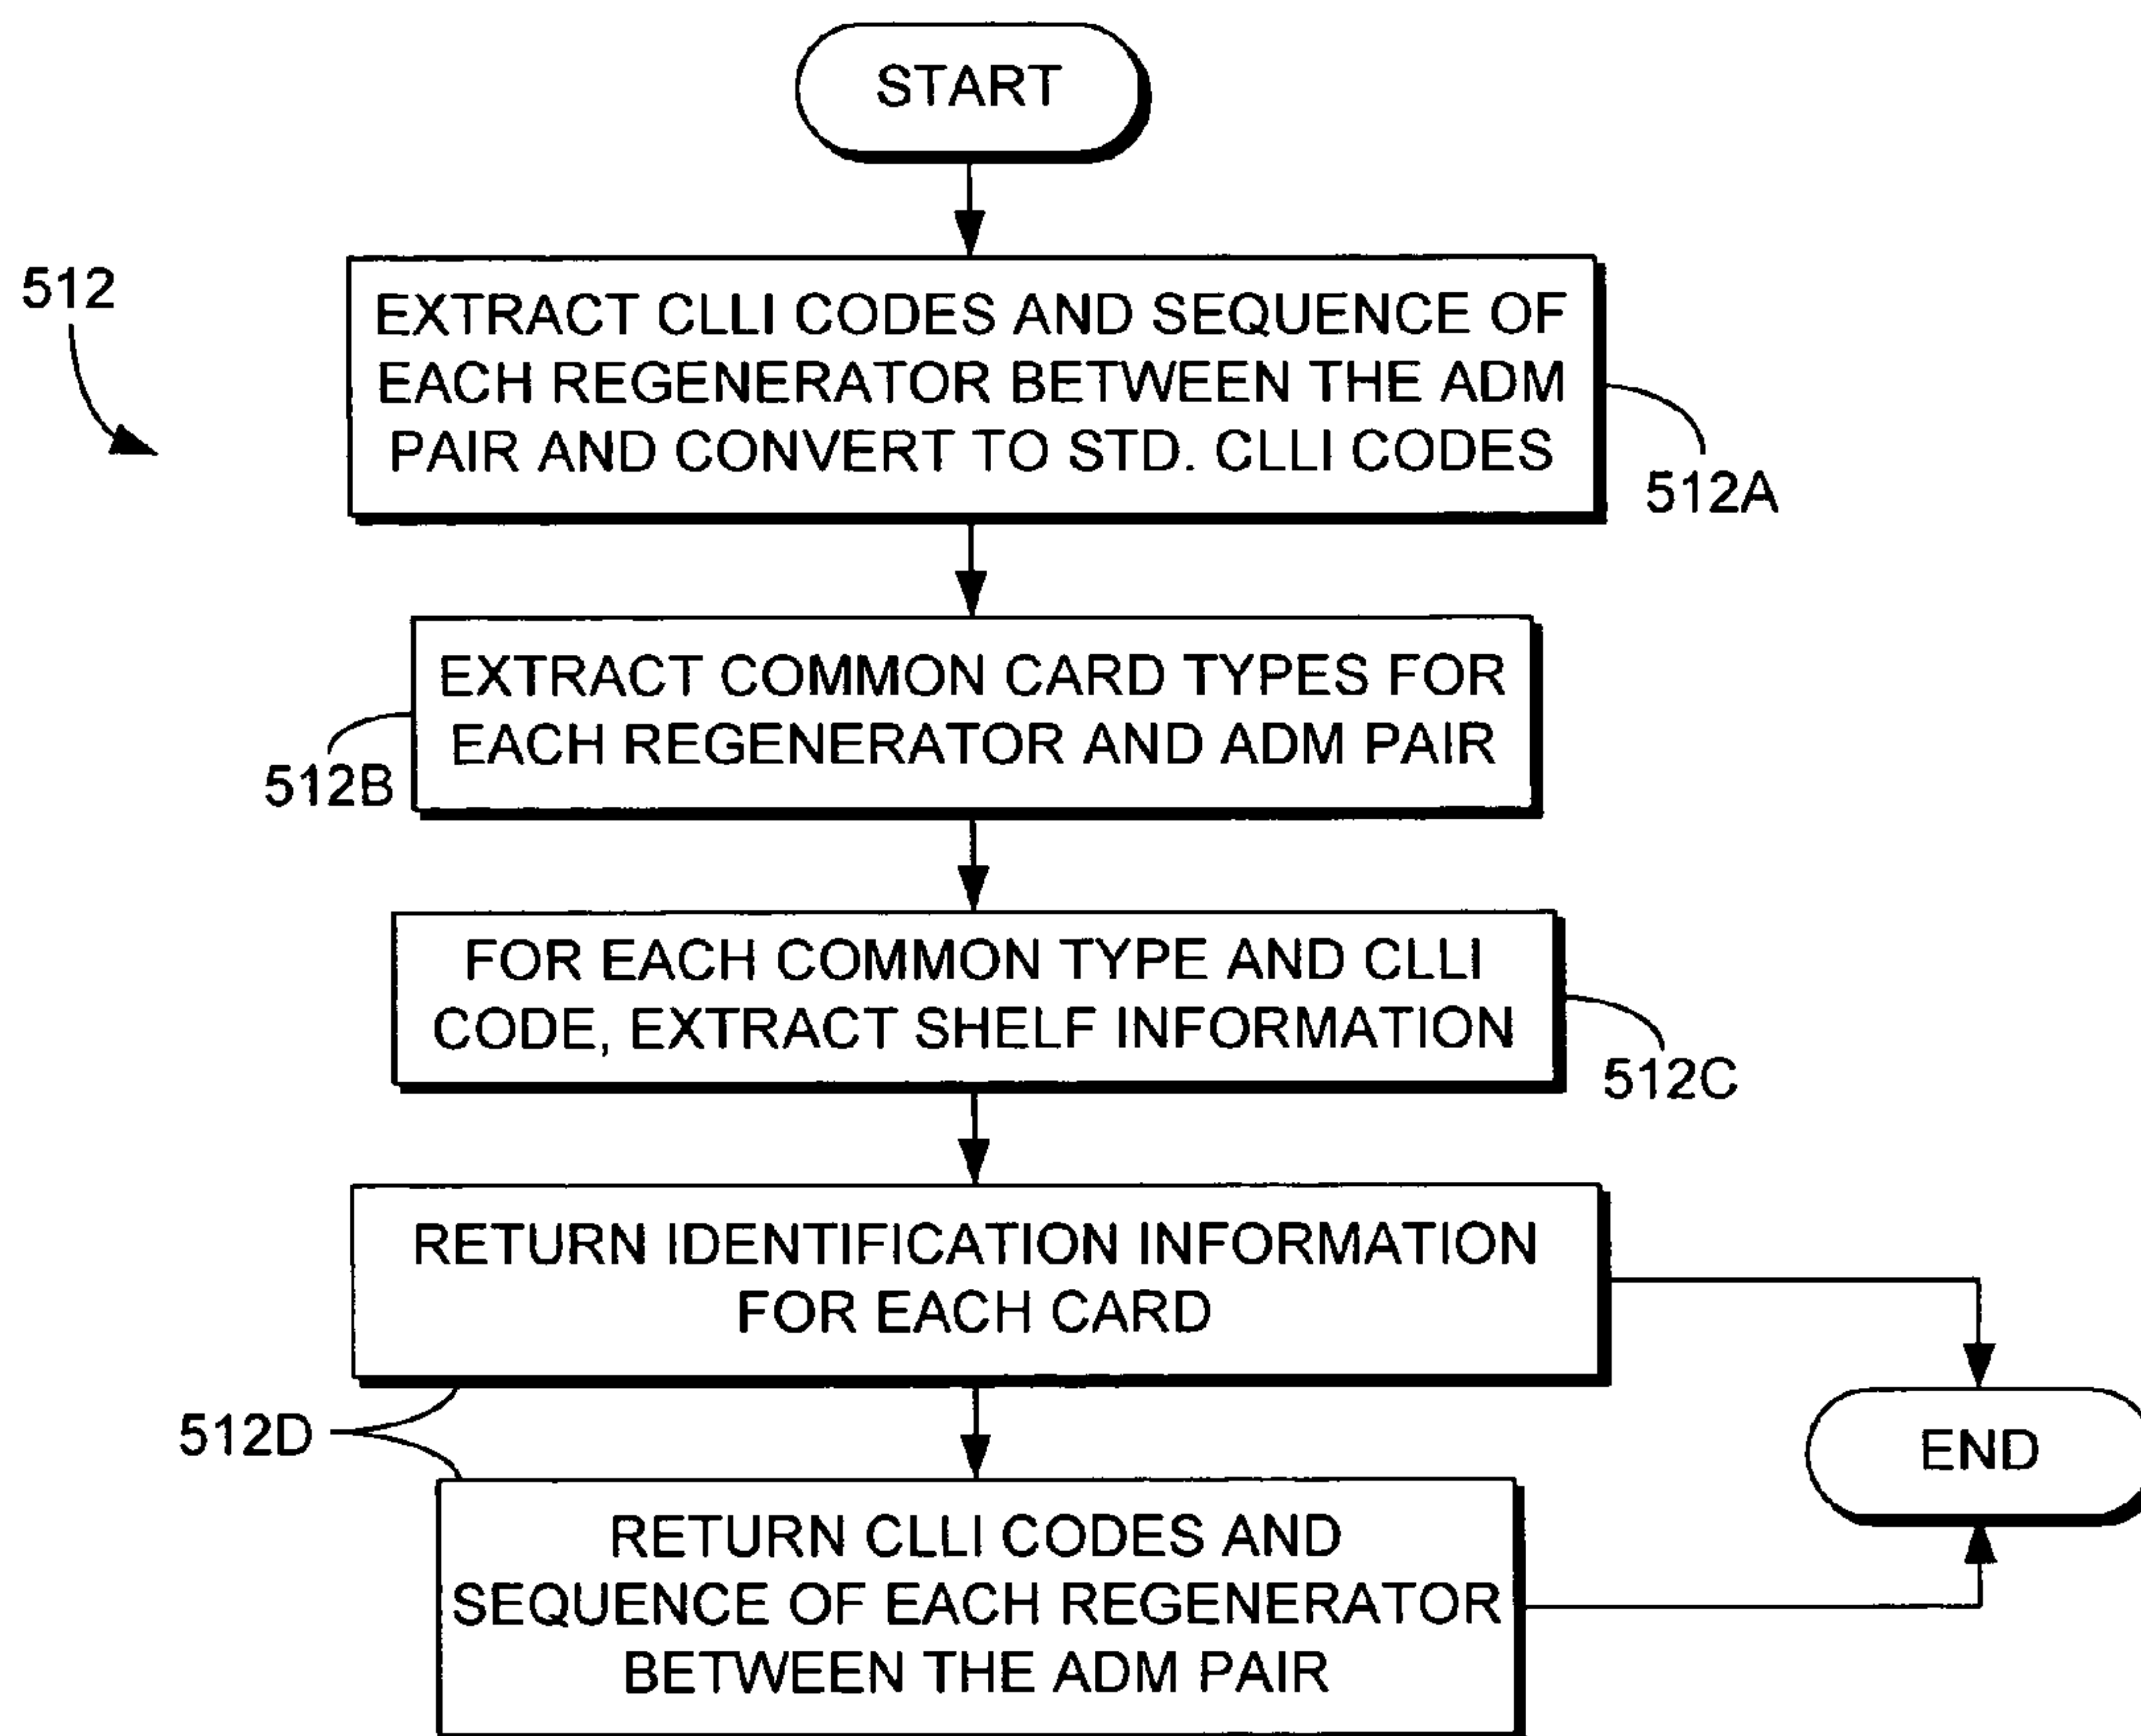 START
512
EXTRACT CLLI CODES AND SEQUENCE OF
EACH REGENERATOR BETWEEN THE ADM
PAIR AND CONVERT TO STD. CLLI CODES
512A
EXTRACT COMMON CARD TYPES FOR
EACH REGENERATOR AND ADM PAIR
512B
FOR EACH COMMON TYPE AND CLLI
CODE, EXTRACT SHELF INFORMATION
512C
RETURN IDENTIFICATION INFORMATION
FOR EACH CARD
512D
END
RETURN CLLI CODES AND
SEQUENCE OF EACH REGENERATOR
BETWEEN THE ADM PAIR